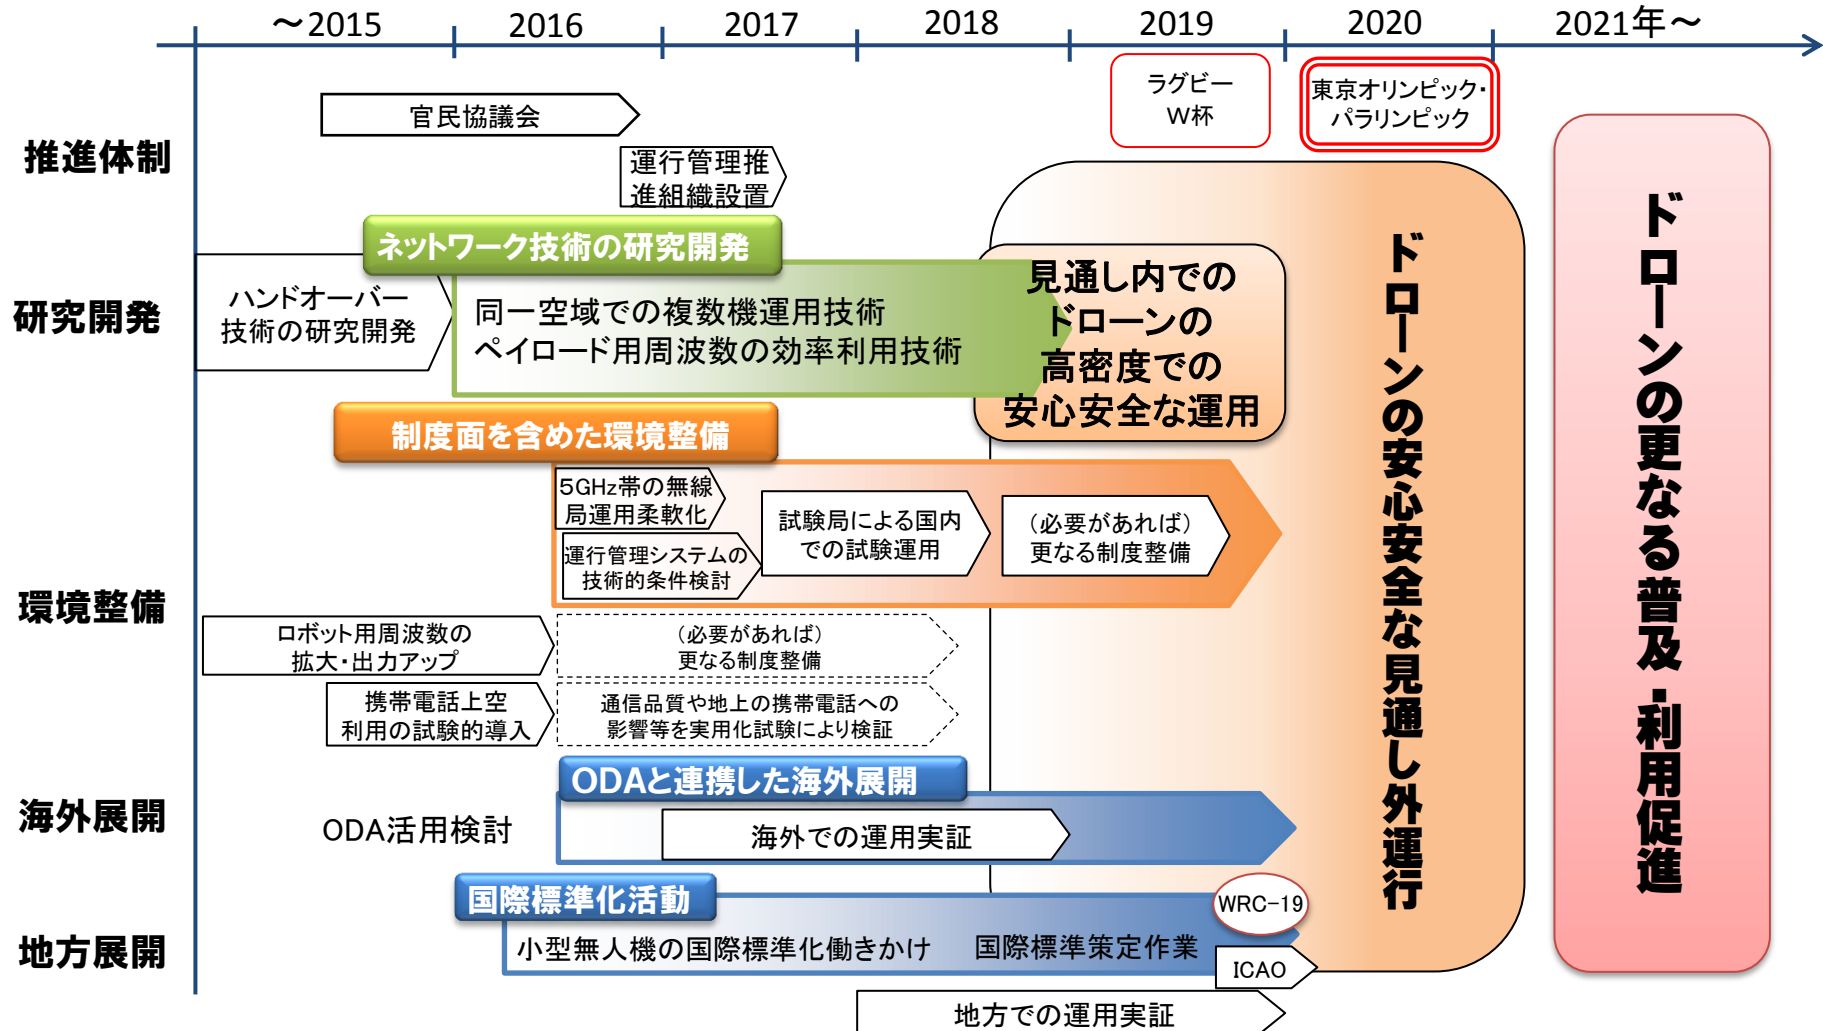 ～2015
2016
2017
2018
2019
2020
2021年～
ラグビー
W杯
東京オリンピック・
パラリンピック
推進体制
官民協議会
運行管理推
進組織設置
研究開発
ネットワーク技術の研究開発
ハンドオーバー
技術の研究開発
同一空域での複数機運用技術
ペイロード用周波数の効率利用技術
見通し内での
ドローンの
高密度での
安心安全な運用
環境整備
制度面を含めた環境整備
5GHz帯の無線
局運用柔軟化
運行管理システムの
技術的条件検討
試験局による国内
での試験運用
（必要があれば）
更なる制度整備
ロボット用周波数の
拡大・出力アップ
（必要があれば）
更なる制度整備
携帯電話上空
利用の試験的導入
通信品質や地上の携帯電話への
影響等を実用化試験により検証
海外展開
ODAと連携した海外展開
ODA活用検討
海外での運用実証
国際標準化活動
地方展開
小型無人機の国際標準化働きかけ
国際標準策定作業
WRC-19
ICAO
地方での運用実証
ドローンの安心安全な見通し外運行
ドローンの更なる普及・利用促進